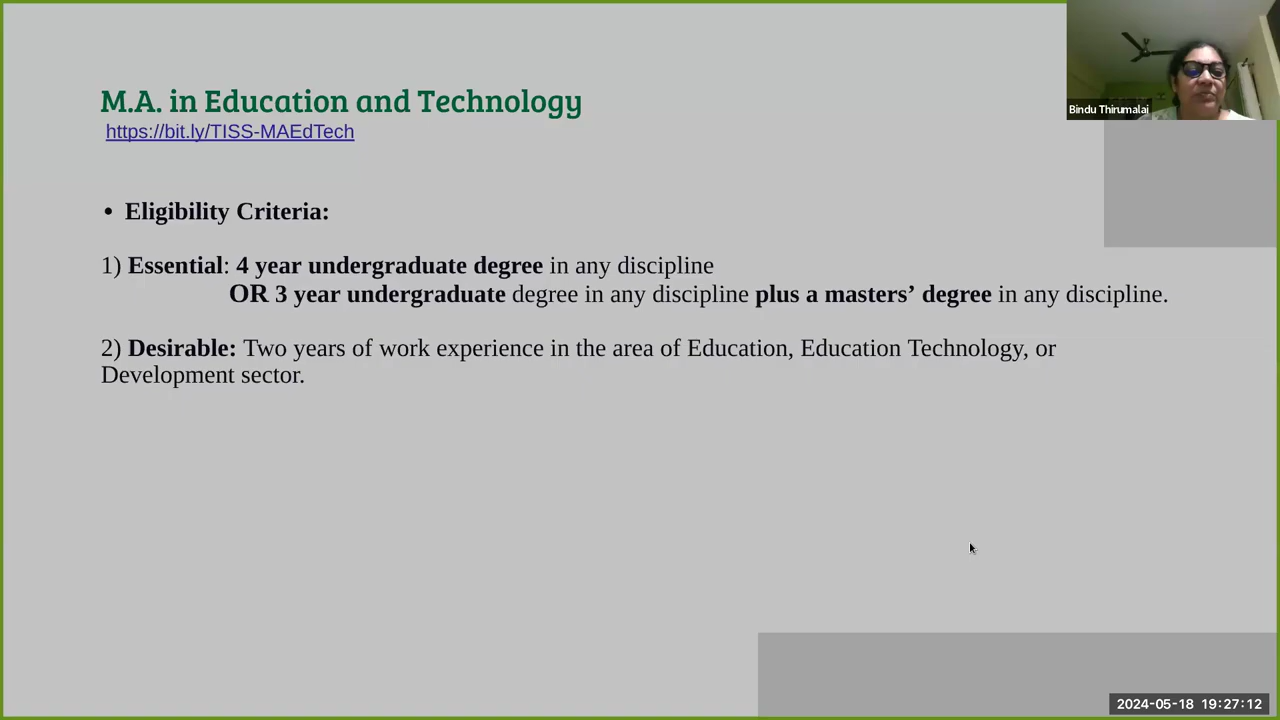 M.A. in Education and Technology
https://bit.ly/TISS-MAEdTech
Bindu Thirumalai
• Eligibility Criteria:
1) Essential: 4 year undergraduate degree in any discipline
OR 3 year undergraduate degree in any discipline plus a masters’ degree in any discipline.
2) Desirable: Two years of work experience in the area of Education, Education Technology, or
Development sector.
2024-05-18 19:27:12